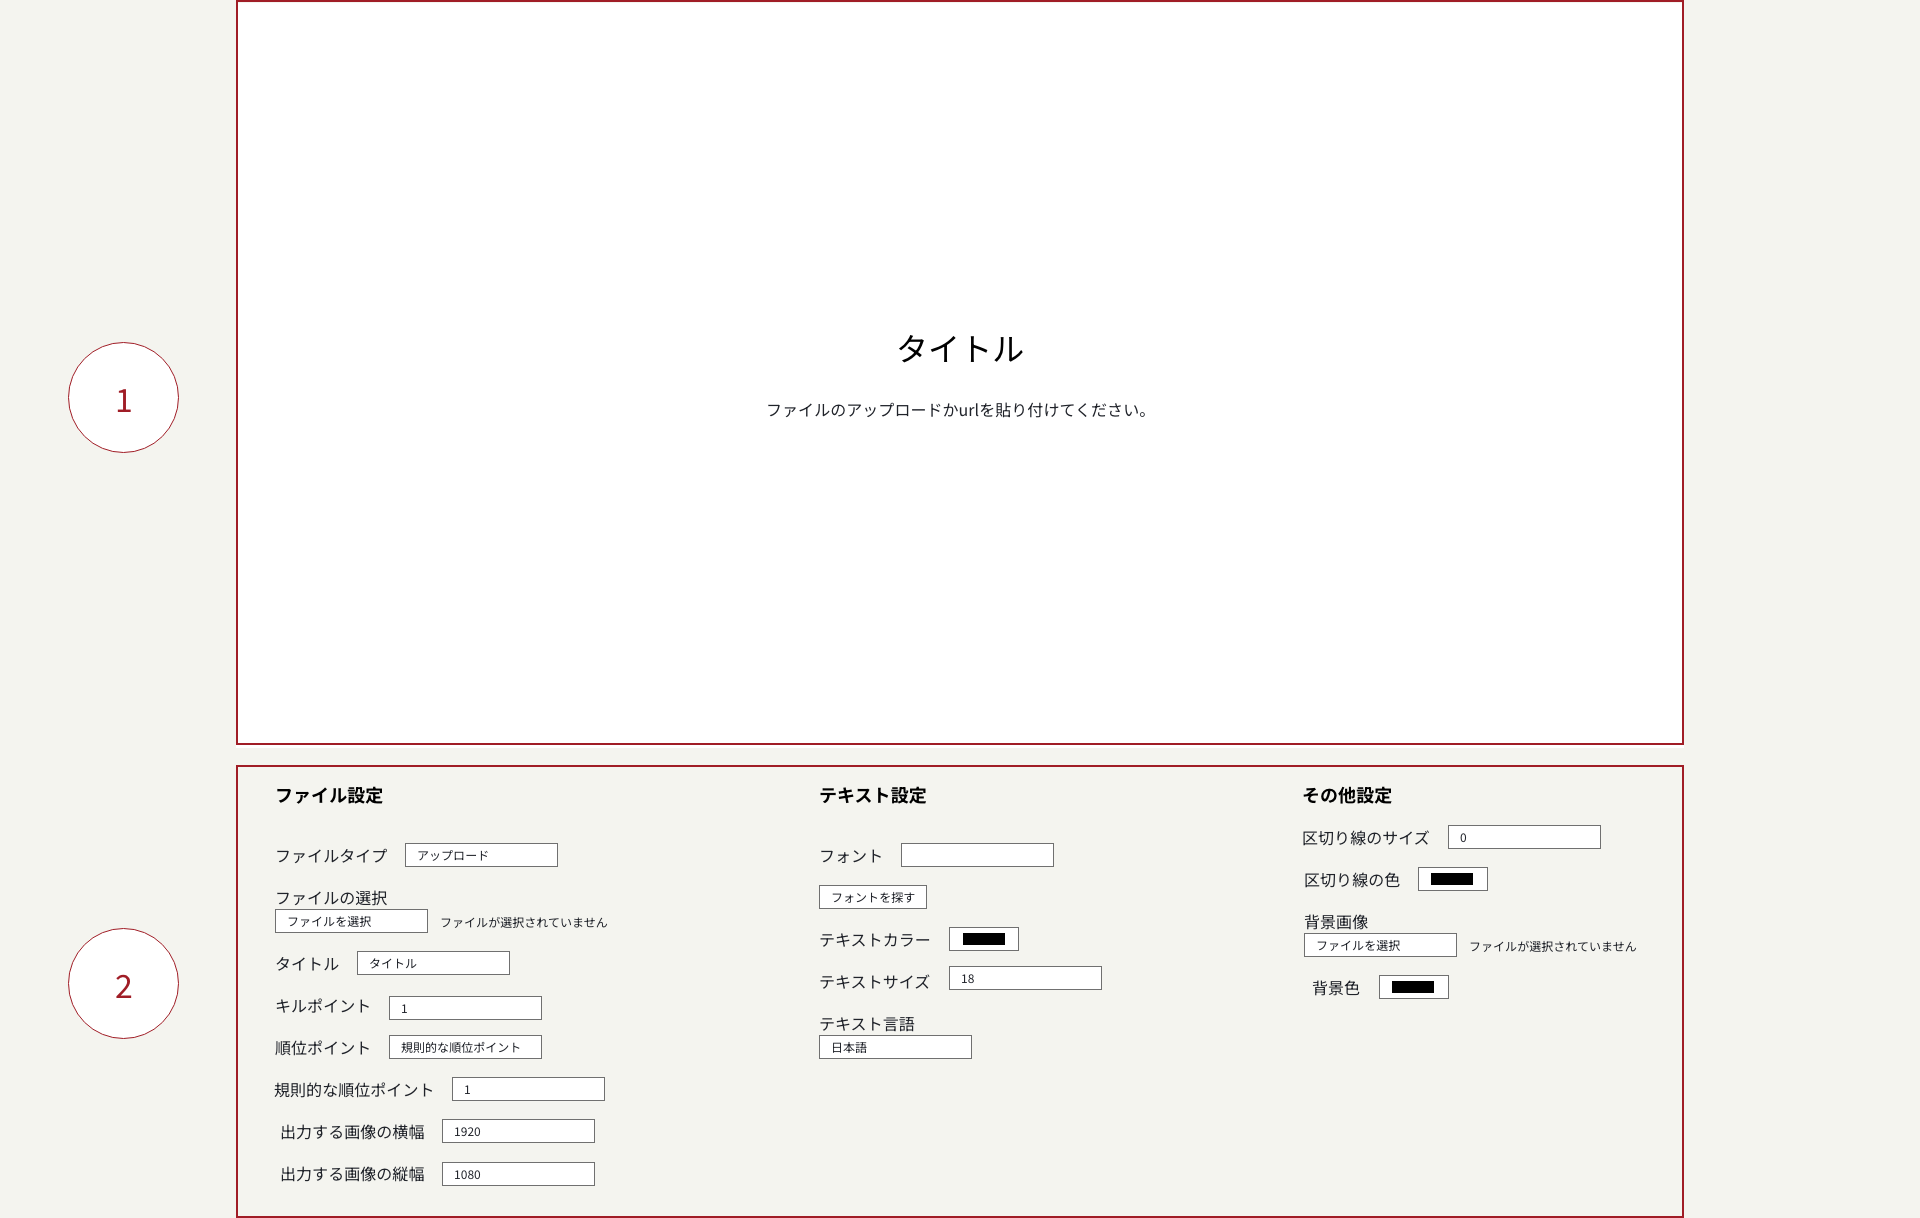 1
タイトル
ファイルのアップロードかurlを貼り付けてください。
2
ファイル設定
ファイルタイプ アップロード
ファイルの選択
ファイルを選択 ファイルが選択されていません
タイトル タイトル
キルポイント 1
順位ポイント 規則的な順位ポイント
規則的な順位ポイント 1
出力する画像の横幅 1920
出力する画像の縦幅 1080
テキスト設定
フォント
フォントを探す
テキストカラー
テキストサイズ 18
テキスト言語
日本語
その他設定
区切り線のサイズ 0
区切り線の色
背景画像
ファイルを選択 ファイルが選択されていません
背景色